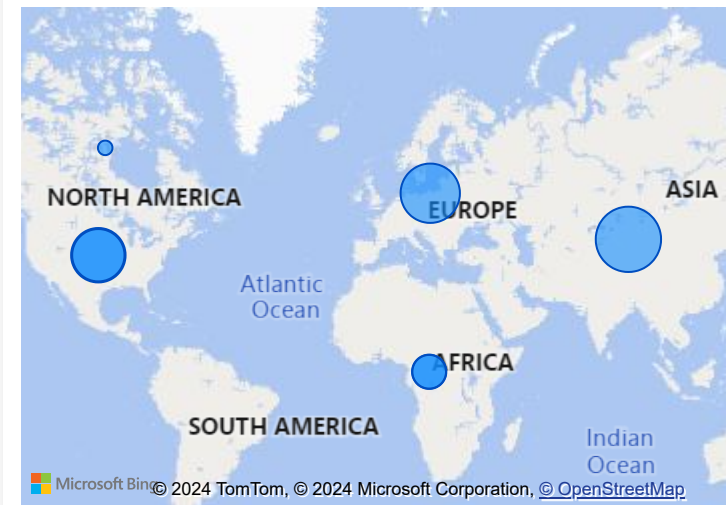 NORTH AMERICA
ASIA
EUROPE
Atlantic
Ocean
AFRICA
SOUTH AMERICA
Indian
Ocean
Microsoft Bing
© 2024 TomTom, © 2024 Microsoft Corporation, © OpenStreetMap